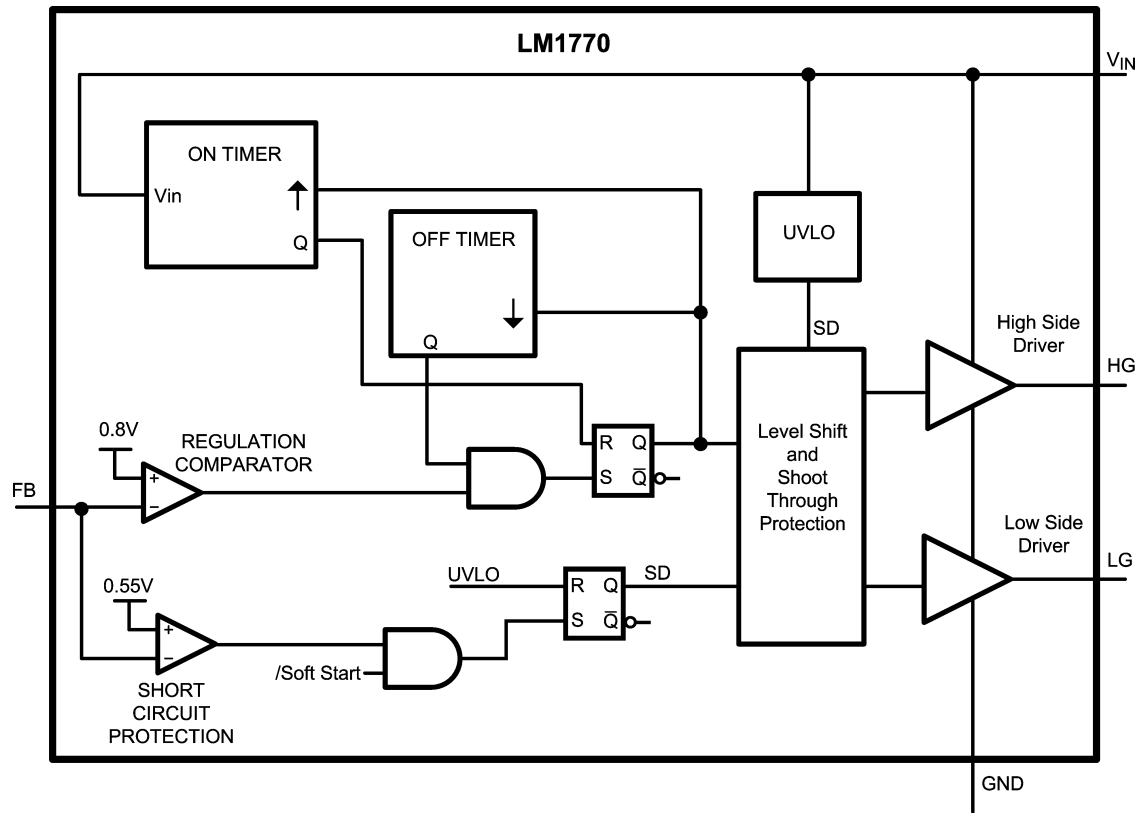 LM1770
VIN
ON TIMER
Vin
Q
OFF TIMER
Q
UVLO
SD
High Side
Driver
HG
0.8V
REGULATION
COMPARATOR
+
−
FB
R Q
S Q̅
Level Shift
and
Shoot
Through
Protection
Low Side
Driver
LG
0.55V
+
−
UVLO
R Q
S Q̅
SD
/Soft Start
SHORT
CIRCUIT
PROTECTION
GND